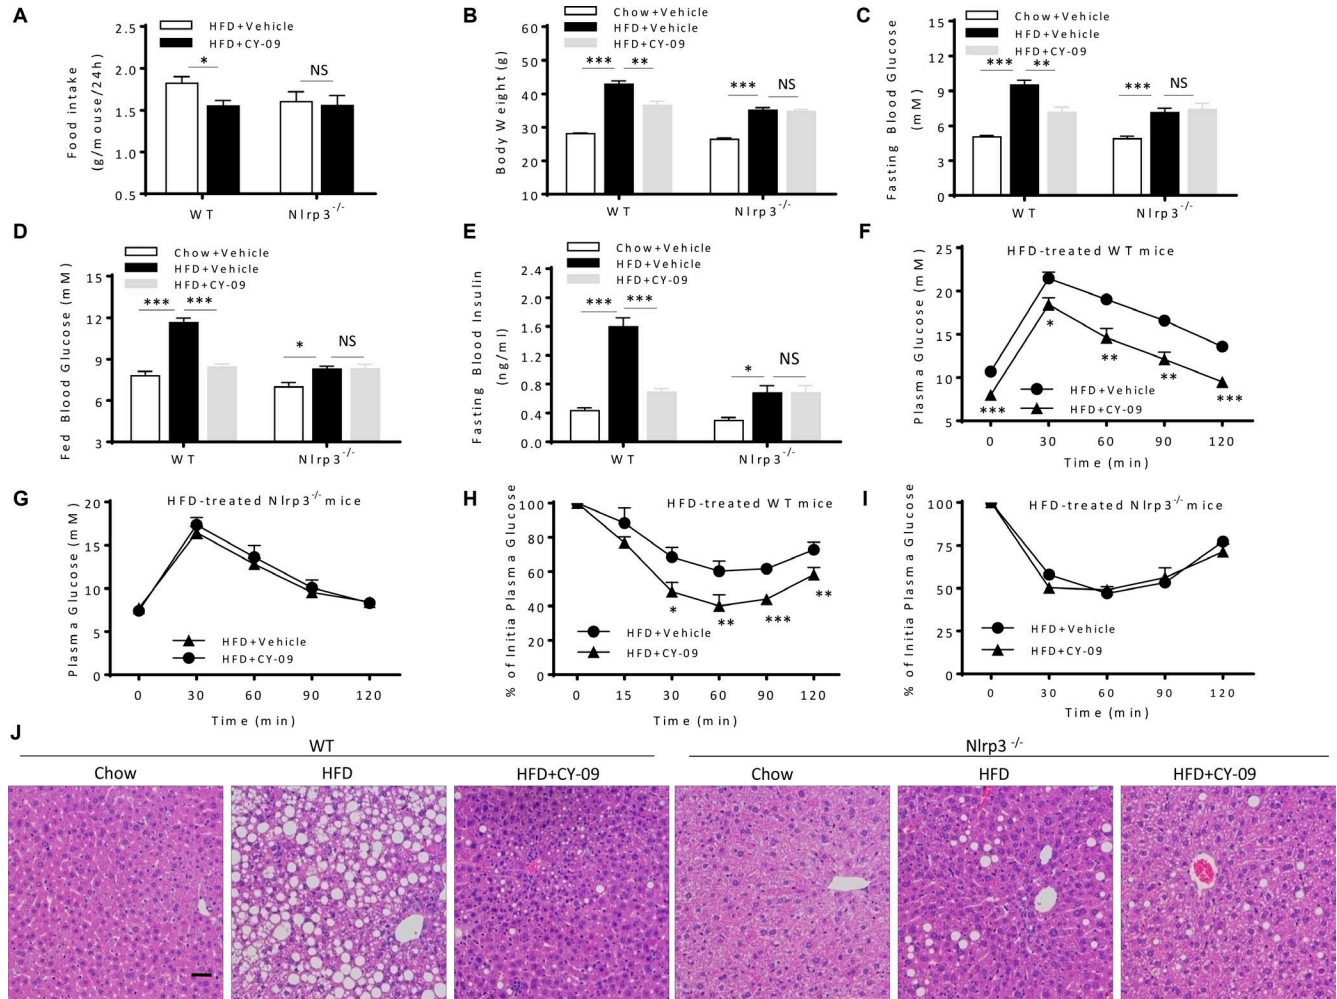 A
2.5
2.0
1.5
1.0
0.5
Food intake
(g/mouse/24h)
HFD+Vehicle
HFD+CY-09
*
NS
WT
Nlrp3-/-
B
60
50
40
30
20
10
Body Weight (g)
Chow+Vehicle
HFD+Vehicle
HFD+CY-09
***
**
***
NS
WT
Nlrp3-/-
C
15
12
9
6
3
0
Fasting Blood Glucose
(mM)
Chow+Vehicle
HFD+Vehicle
HFD+CY-09
***
**
***
NS
WT
Nlrp3-/-
D
15
12
9
6
3
Fed Blood Glucose (mM)
Chow+Vehicle
HFD+Vehicle
HFD+CY-09
***
***
*
NS
WT
Nlrp3-/-
E
2.4
2.0
1.6
1.2
0.8
0.4
0.0
Fasting Blood Insulin
(ng/ml)
Chow+Vehicle
HFD+Vehicle
HFD+CY-09
***
***
*
NS
WT
Nlrp3-/-
F
HFD-treated WT mice
25
20
15
10
5
Plasma Glucose (mM)
***
*
**
**
***
HFD+Vehicle
HFD+CY-09
0 30 60 90 120
Time (min)
G
HFD-treated Nlrp3-/- mice
20
15
10
5
0
Plasma Glucose (mM)
HFD+Vehicle
HFD+CY-09
0 30 60 90 120
Time (min)
H
HFD-treated WT mice
100
80
60
40
20
0
% of Initia Plasma Glucose
*
**
***
**
HFD+Vehicle
HFD+CY-09
0 15 30 60 90 120
Time (min)
I
HFD-treated Nlrp3-/- mice
100
75
50
25
0
% of Initia Plasma Glucose
HFD+Vehicle
HFD+CY-09
0 30 60 90 120
Time (min)
J
WT
Nlrp3 -/-
Chow
HFD
HFD+CY-09
Chow
HFD
HFD+CY-09